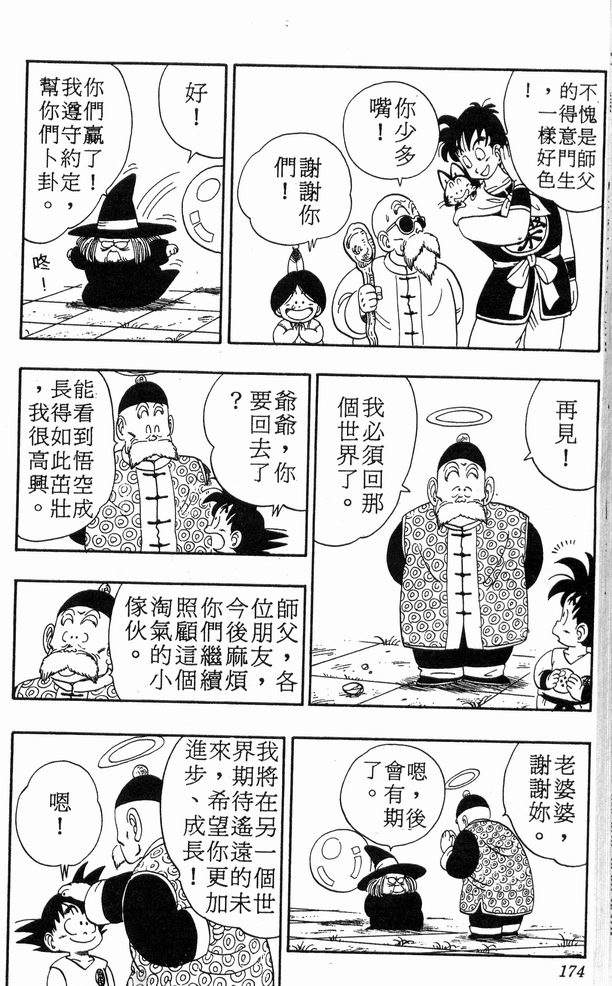 不愧是師父
的得意門生
，一樣好色
！
你少多
嘴！
謝謝你
們！
好！
你們贏了！
我遵守約定，
幫你們卜卦。
咚！
再見！
我必須回那
個世界了。
爺爺，你
要回去了
？
能看到悟空成
長得如此茁壯
，我很高興。
師父，各
位朋友，
今後麻煩
你們繼續
照顧這個
淘氣的小
傢伙。
老婆婆，
謝謝妳。
嗯，後
會有期
了。
我將在另一個世
界期待遙遠的未
來，希望你更加
進步、成長！
嗯！
174